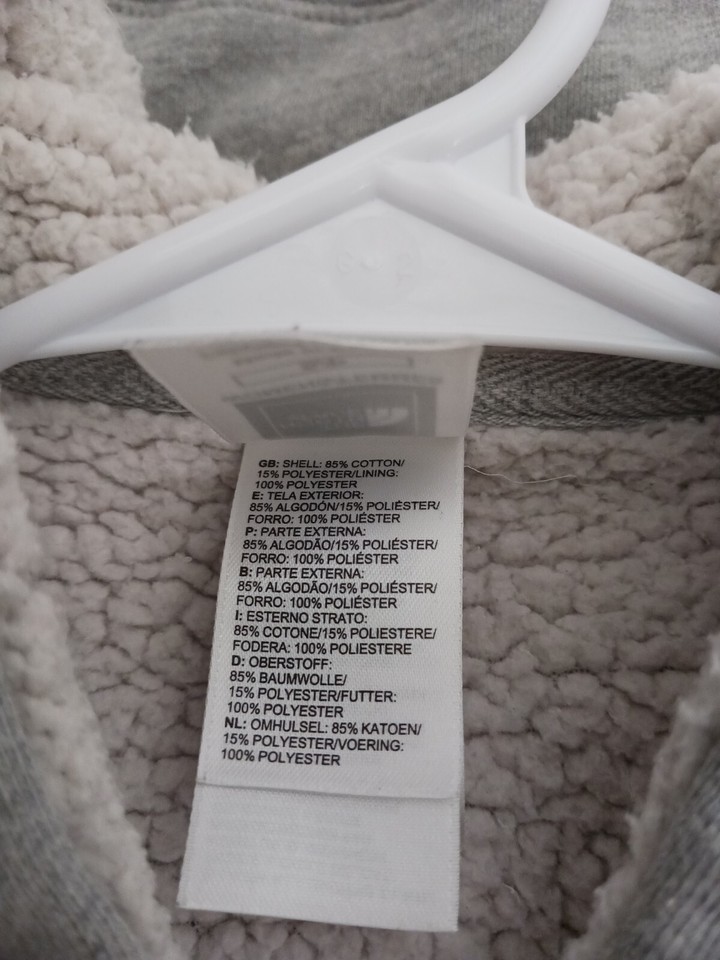 GB: SHELL: 85% COTTON/
15% POLYESTER/LINING:
100% POLYESTER
E: TELA EXTERIOR:
85% ALGODÓN/15% POLIÉSTER/
FORRO: 100% POLIÉSTER
P: PARTE EXTERNA:
85% ALGODÃO/15% POLIÉSTER/
FORRO: 100% POLIÉSTER
B: PARTE EXTERNA:
85% ALGODÃO/15% POLIÉSTER/
FORRO: 100% POLIÉSTER
I: ESTERNO STRATO:
85% COTONE/15% POLIESTERE/
FODERA: 100% POLIESTERE
D: OBERSTOFF:
85% BAUMWOLLE/
15% POLYESTER/FUTTER:
100% POLYESTER
NL: OMHULSEL: 85% KATOEN/
15% POLYESTER/VOERING:
100% POLYESTER